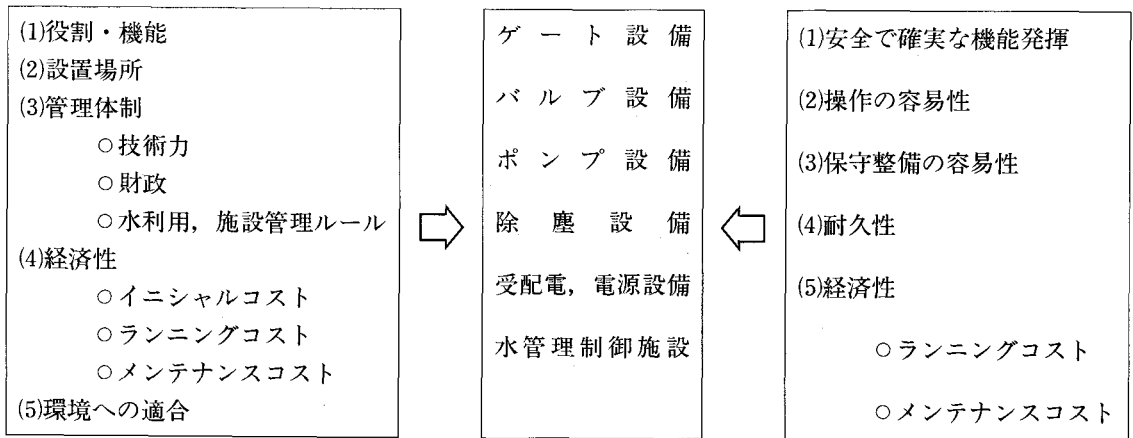 (1)役割・機能
(2)設置場所
(3)管理体制
○技術力
○財政
○水利用，施設管理ルール
(4)経済性
○イニシャルコスト
○ランニングコスト
○メンテナンスコスト
(5)環境への適合
ゲート設備
バルブ設備
ポンプ設備
除塵設備
受配電，電源設備
水管理制御施設
(1)安全で確実な機能発揮
(2)操作の容易性
(3)保守整備の容易性
(4)耐久性
(5)経済性
○ランニングコスト
○メンテナンスコスト